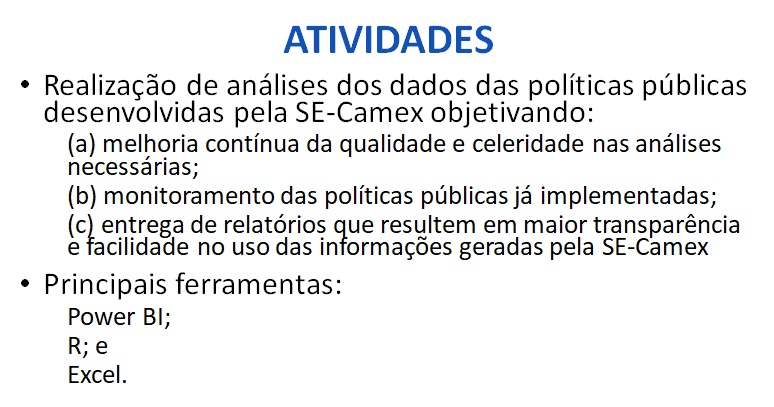 ATIVIDADES
• Realização de análises dos dados das políticas públicas
desenvolvidas pela SE-Camex objetivando:
(a) melhoria contínua da qualidade e celeridade nas análises
necessárias;
(b) monitoramento das políticas públicas já implementadas;
(c) entrega de relatórios que resultem em maior transparência
e facilidade no uso das informações geradas pela SE-Camex
• Principais ferramentas:
Power BI;
R; e
Excel.